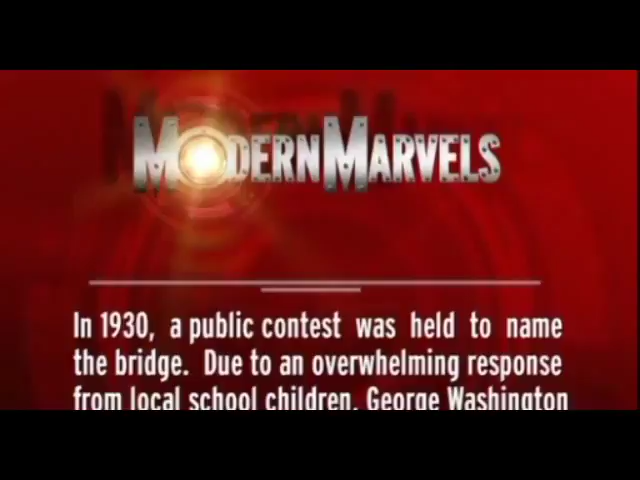 MODERN MARVELS
In 1930, a public contest was held to name
the bridge. Due to an overwhelming response
from local school children, George Washington